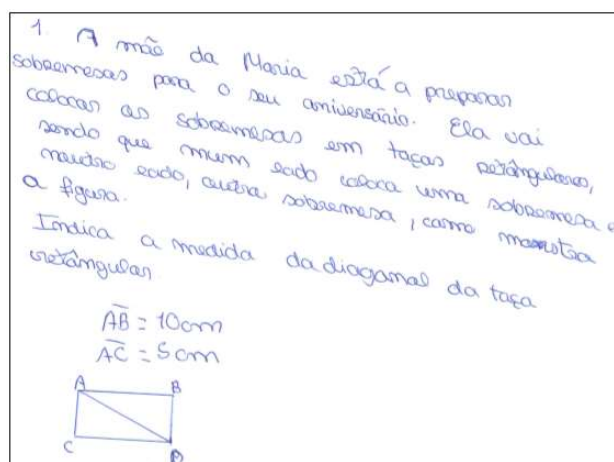 1. A mãe da Maria está a preparar
sobremesas para o seu aniversário. Ela vai
colocar as sobremesas em taças retângulares,
sendo que num lado coloca uma sobremesa e
noutro lado, outra sobremesa, como mostra
a figura.
Indica a medida da diagonal da taça
retângular
AB = 10cm
AC = 5cm
A B
C D